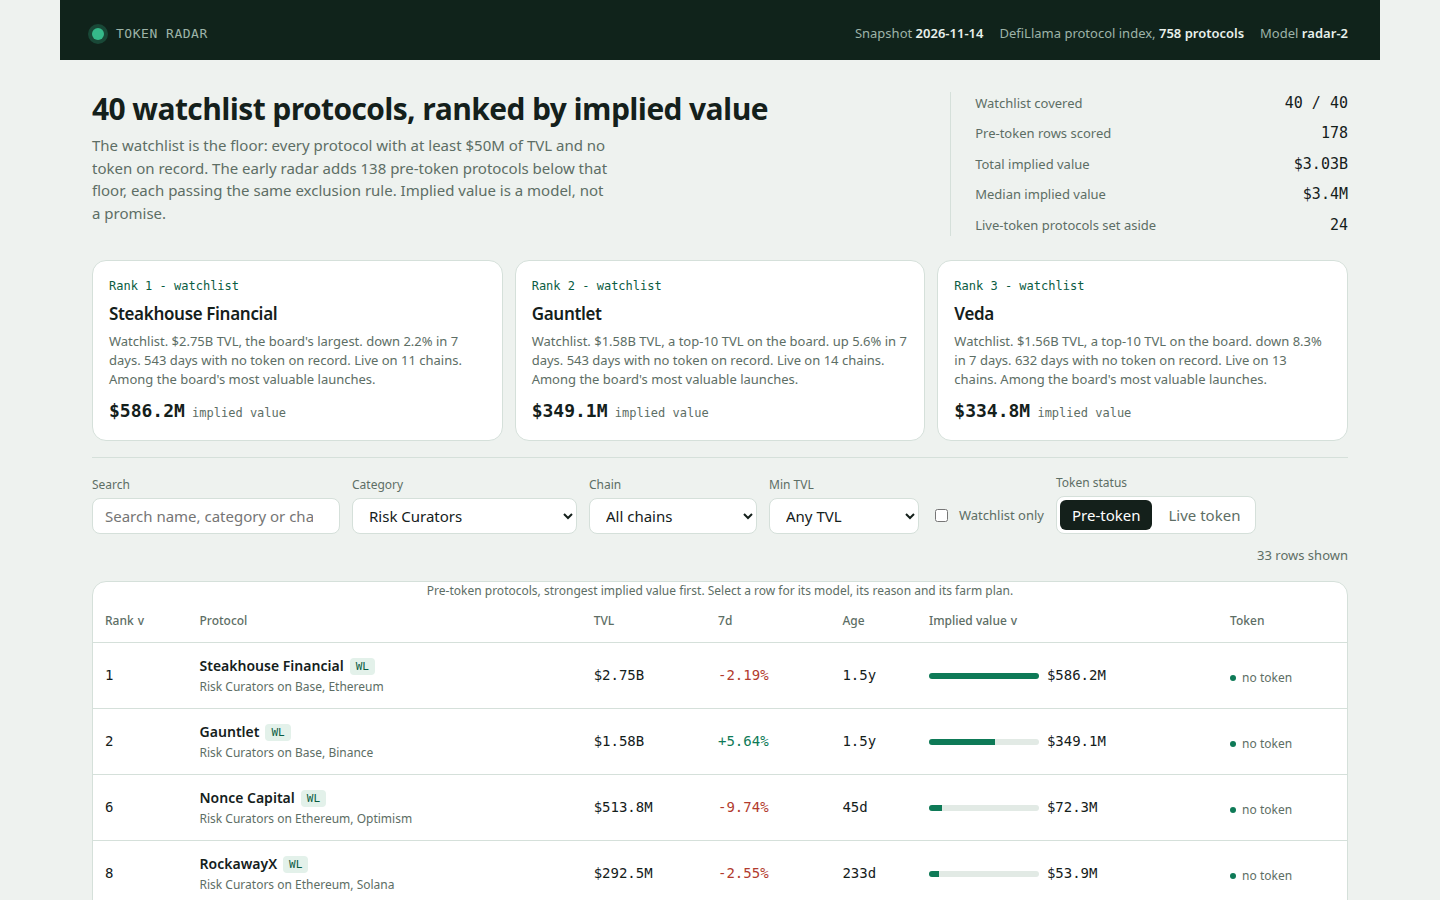 TOKEN RADAR
Snapshot 2026-11-14 DefiLlama protocol index, 758 protocols Model radar-2
40 watchlist protocols, ranked by implied value
The watchlist is the floor: every protocol with at least $50M of TVL and no
token on record. The early radar adds 138 pre-token protocols below that
floor, each passing the same exclusion rule. Implied value is a model, not
a promise.
Watchlist covered 40 / 40
Pre-token rows scored 178
Total implied value $3.03B
Median implied value $3.4M
Live-token protocols set aside 24
Rank 1 - watchlist
Steakhouse Financial
Watchlist. $2.75B TVL, the board's largest. down 2.2% in 7
days. 543 days with no token on record. Live on 11 chains.
Among the board's most valuable launches.
$586.2M implied value
Rank 2 - watchlist
Gauntlet
Watchlist. $1.58B TVL, a top-10 TVL on the board. up 5.6% in 7
days. 543 days with no token on record. Live on 14 chains.
Among the board's most valuable launches.
$349.1M implied value
Rank 3 - watchlist
Veda
Watchlist. $1.56B TVL, a top-10 TVL on the board. down 8.3%
in 7 days. 632 days with no token on record. Live on 13
chains. Among the board's most valuable launches.
$334.8M implied value
Search Category Chain Min TVL Token status
Search name, category or cha Risk Curators All chains Any TVL Watchlist only Pre-token Live token
33 rows shown
Pre-token protocols, strongest implied value first. Select a row for its model, its reason and its farm plan.
Rank v Protocol TVL 7d Age Implied value v Token
1 Steakhouse Financial WL $2.75B -2.19% 1.5y $586.2M no token
Risk Curators on Base, Ethereum
2 Gauntlet WL $1.58B +5.64% 1.5y $349.1M no token
Risk Curators on Base, Binance
6 Nonce Capital WL $513.8M -9.74% 45d $72.3M no token
Risk Curators on Ethereum, Optimism
8 RockawayX WL $292.5M -2.55% 233d $53.9M no token
Risk Curators on Ethereum, Solana